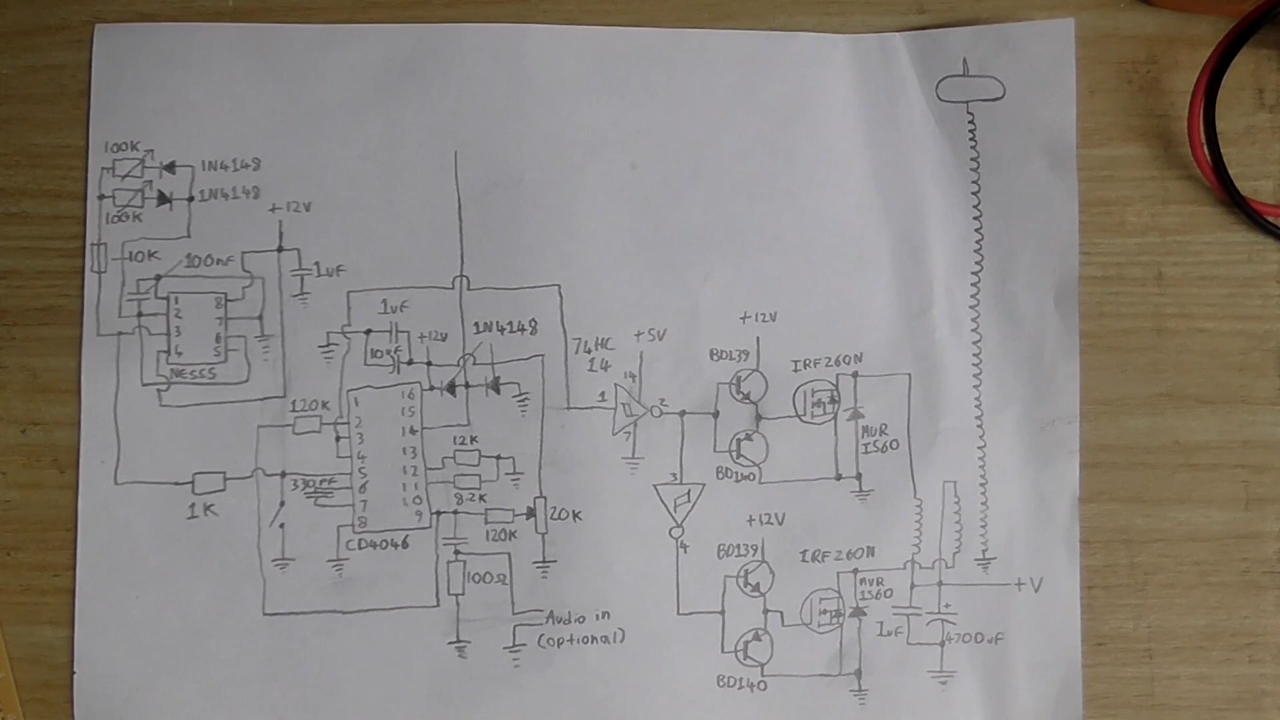 100K
1N4148
1N4148
100K
+12V
10K
100nF
1uF
1
2
3
4
8
7
6
5
NE555
1uF
+12V
1N4148
120K
1
2
3
4
5
6
7
8
16
15
14
13
12
11
10
9
12K
8.2K
330pF
1K
CD4046
120K
20K
100Ω
Audio in
(optional)
74HC
14
+5V
1
14
2
7
3
4
+12V
BD139
IRF260N
BD140
MUR
1560
+12V
BD139
IRF260N
MUR
1560
BD140
1uF
+
4700uF
+V